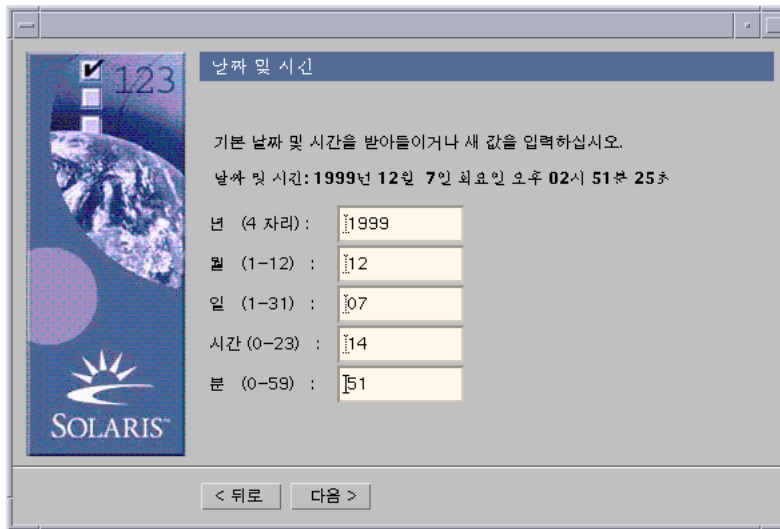 123
날짜 및 시간
기본 날짜 및 시간을 받아들이거나 새 값을 입력하십시오.
날짜 및 시간: 1999년 12월 7일 화요일 오후 02시 51분 25초
년 (4 자리) : 1999
월 (1-12) : 12
일 (1-31) : 07
시간 (0-23) : 14
분 (0-59) : 51
SOLARIS™
< 뒤로 다음 >